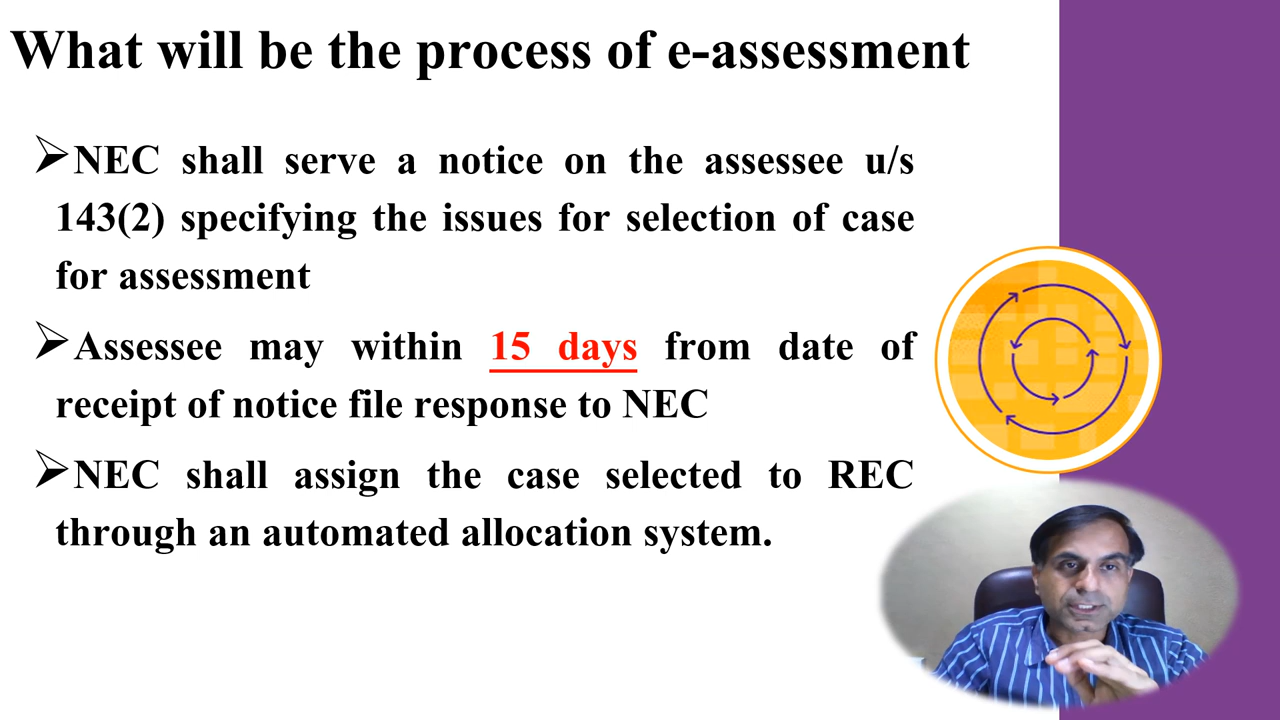 What will be the process of e-assessment
➢NEC shall serve a notice on the assessee u/s
143(2) specifying the issues for selection of case
for assessment
➢Assessee may within 15 days from date of
receipt of notice file response to NEC
➢NEC shall assign the case selected to REC
through an automated allocation system.